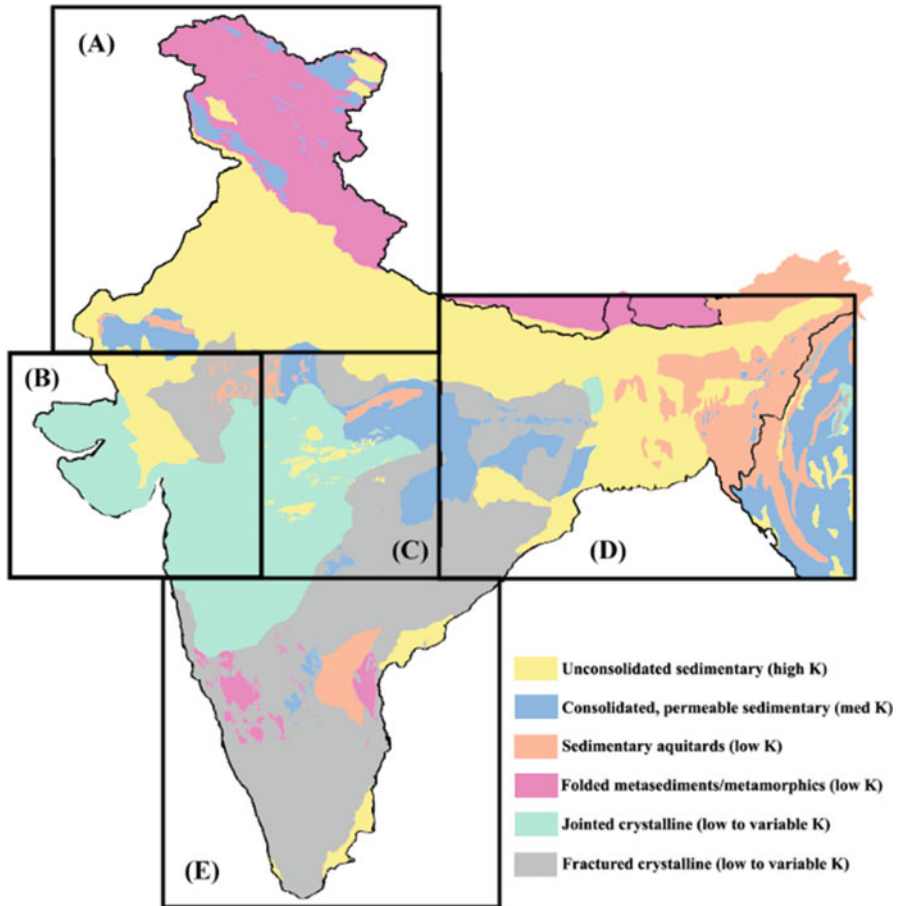 (A)
(B)
(C)
(D)
(E)
Unconsolidated sedimentary (high K)
Consolidated, permeable sedimentary (med K)
Sedimentary aquitards (low K)
Folded metasediments/metamorphics (low K)
Jointed crystalline (low to variable K)
Fractured crystalline (low to variable K)